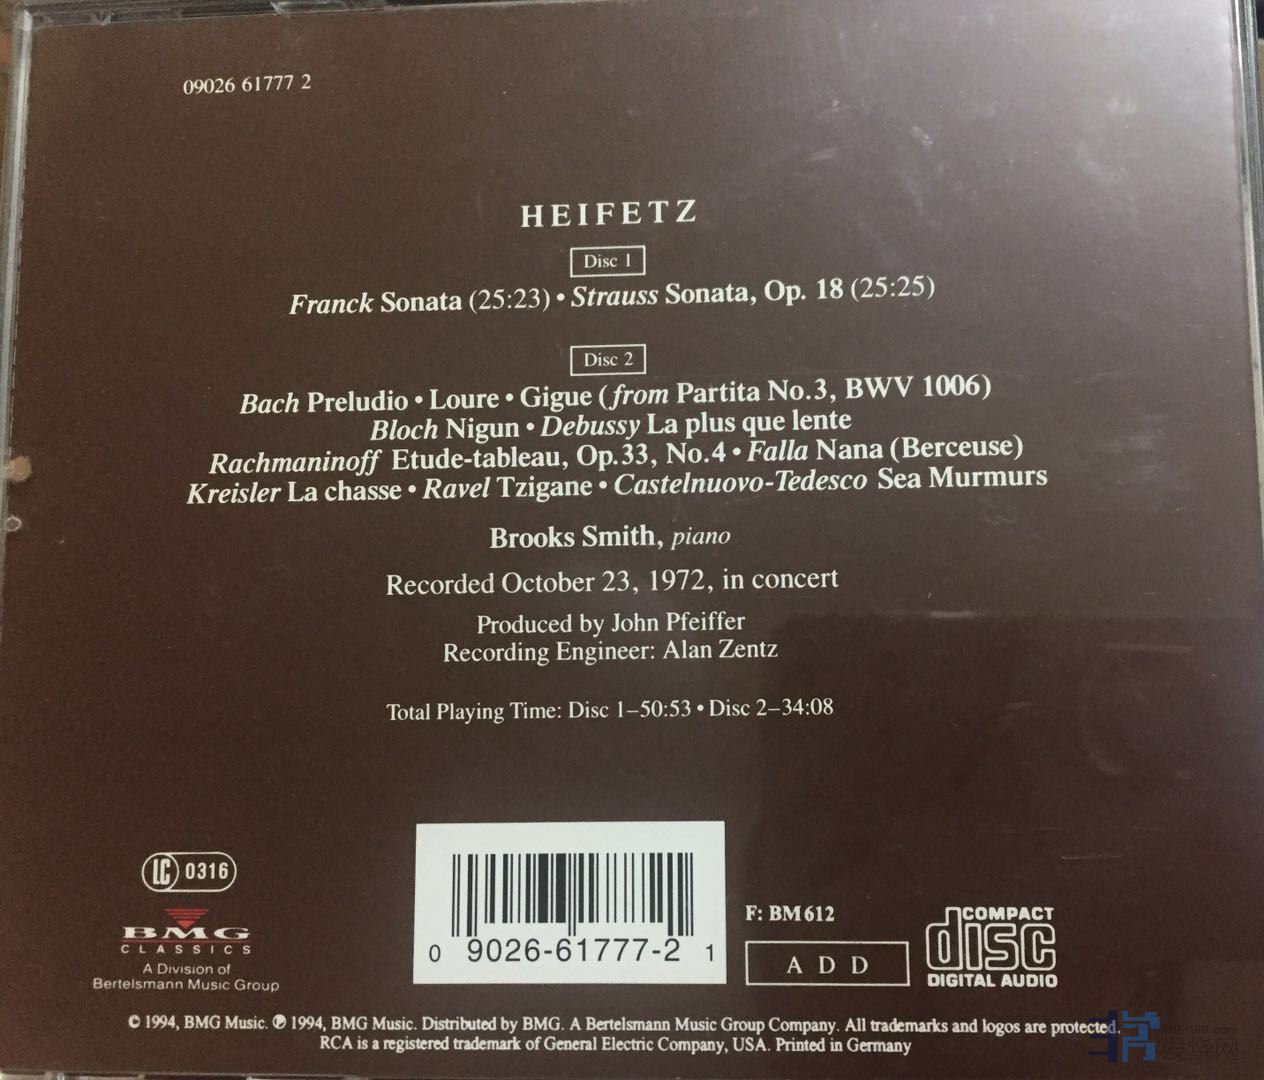 09026 61777 2
HEIFETZ
Disc 1
Franck Sonata (25:23) • Strauss Sonata, Op. 18 (25:25)
Disc 2
Bach Preludio • Loure • Gigue (from Partita No.3, BWV 1006)
Bloch Nigun • Debussy La plus que lente
Rachmaninoff Etude-tableau, Op.33, No.4 • Falla Nana (Berceuse)
Kreisler La chasse • Ravel Tzigane • Castelnuovo-Tedesco Sea Murmurs
Brooks Smith, piano
Recorded October 23, 1972, in concert
Produced by John Pfeiffer
Recording Engineer: Alan Zentz
Total Playing Time: Disc 1–50:53 • Disc 2–34:08
LC 0316
BMG
CLASSICS
A Division of
Bertelsmann Music Group
0 9026-61777-2 1
F: BM612
ADD
COMPACT
disc
DIGITAL AUDIO
© 1994, BMG Music. ℗ 1994, BMG Music. Distributed by BMG. A Bertelsmann Music Group Company. All trademarks and logos are protected.
RCA is a registered trademark of General Electric Company, USA. Printed in Germany
发烧网